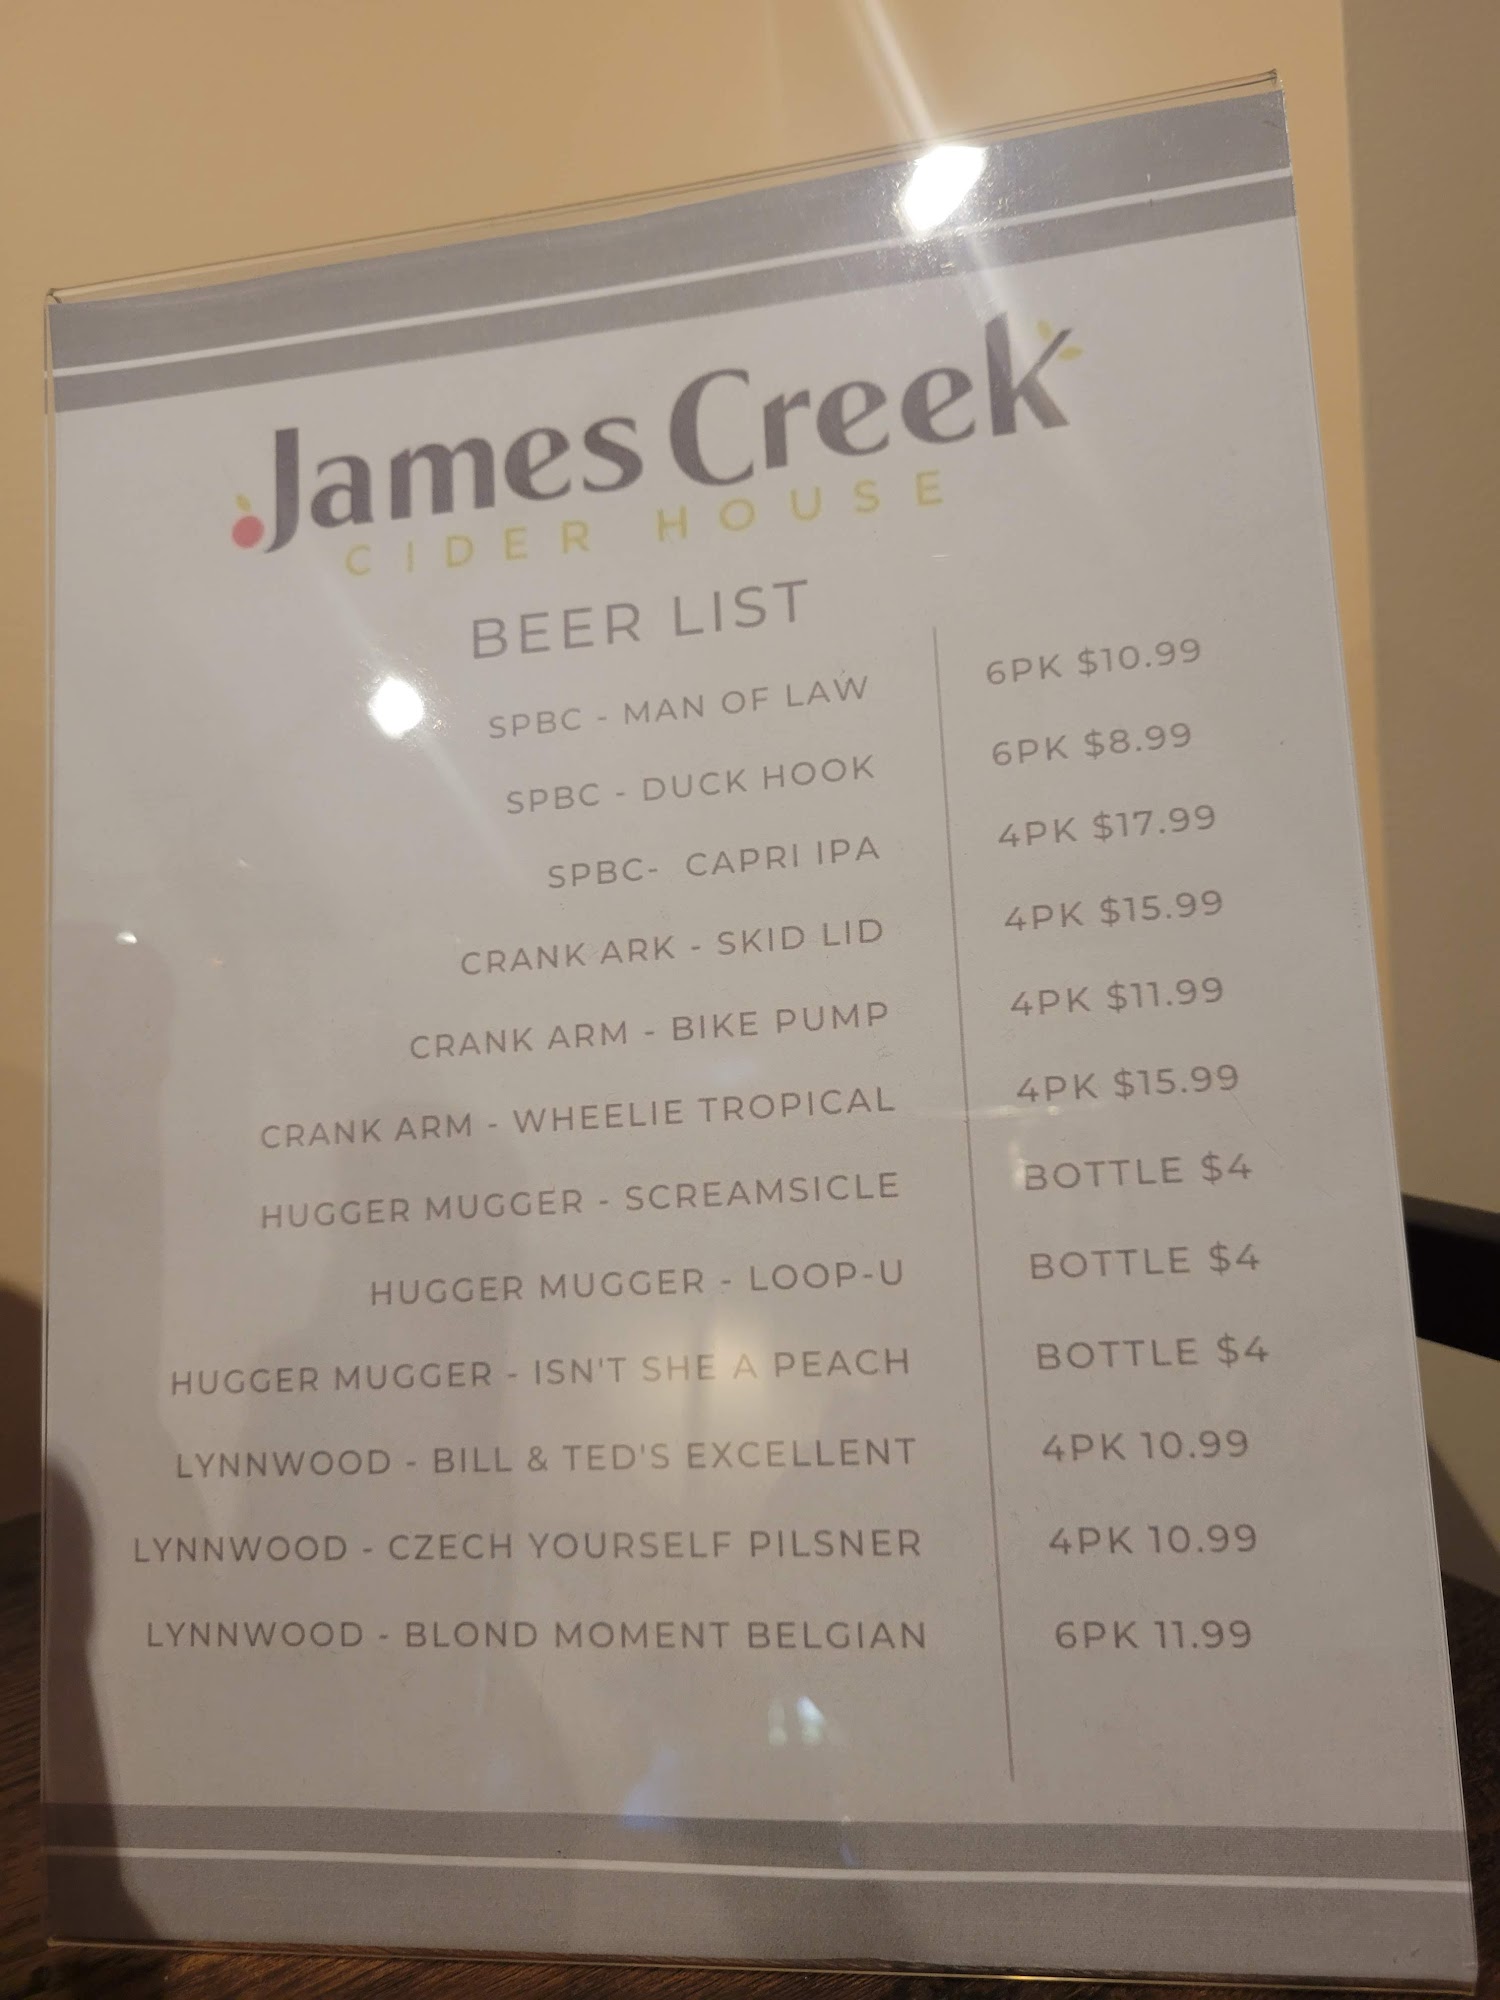 James Creek
CIDER HOUSE
BEER LIST
SPBC - MAN OF LAW 6PK $10.99
SPBC - DUCK HOOK 6PK $8.99
SPBC- CAPRI IPA 4PK $17.99
CRANK ARK - SKID LID 4PK $15.99
CRANK ARM - BIKE PUMP 4PK $11.99
CRANK ARM - WHEELIE TROPICAL 4PK $15.99
HUGGER MUGGER - SCREAMSICLE BOTTLE $4
HUGGER MUGGER - LOOP-U BOTTLE $4
HUGGER MUGGER - ISN'T SHE A PEACH BOTTLE $4
LYNNWOOD - BILL & TED'S EXCELLENT 4PK 10.99
LYNNWOOD - CZECH YOURSELF PILSNER 4PK 10.99
LYNNWOOD - BLOND MOMENT BELGIAN 6PK 11.99